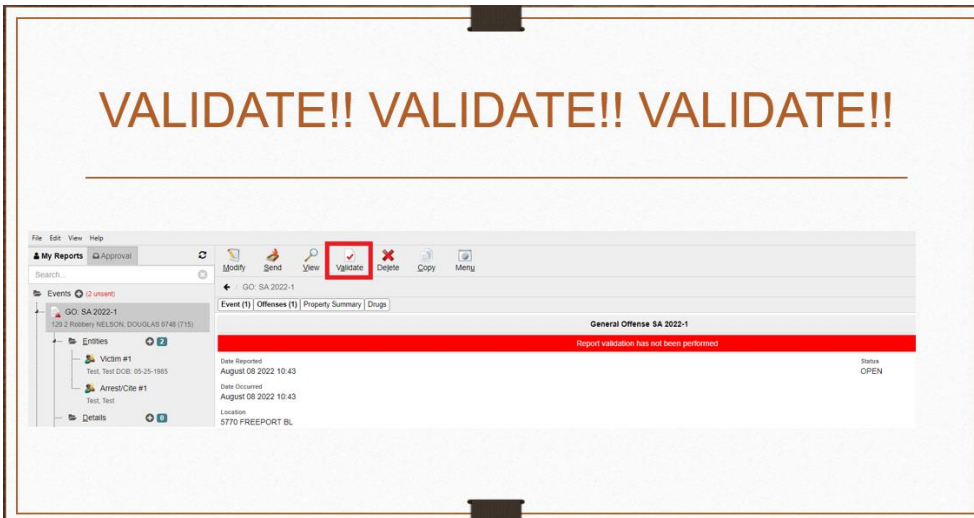 VALIDATE!! VALIDATE!! VALIDATE!!
File Edit View Help
My Reports Approval
Search...
Events (2 unsent)
GO: SA 2022-1
129 2 Robbery NELSON, DOUGLAS 0748 (715)
Entities 2
Victim #1
Test, Test DOB: 05-25-1985
Arrest/Cite #1
Test, Test
Details 0
Modify Send View Validate Delete Copy Menu
GO: SA 2022-1
Event (1) Offenses (1) Property Summary Drugs
General Offense SA 2022-1
Report validation has not been performed
Date Reported Status
August 08 2022 10:43 OPEN
Date Occurred
August 08 2022 10:43
Location
5770 FREEPORT BL